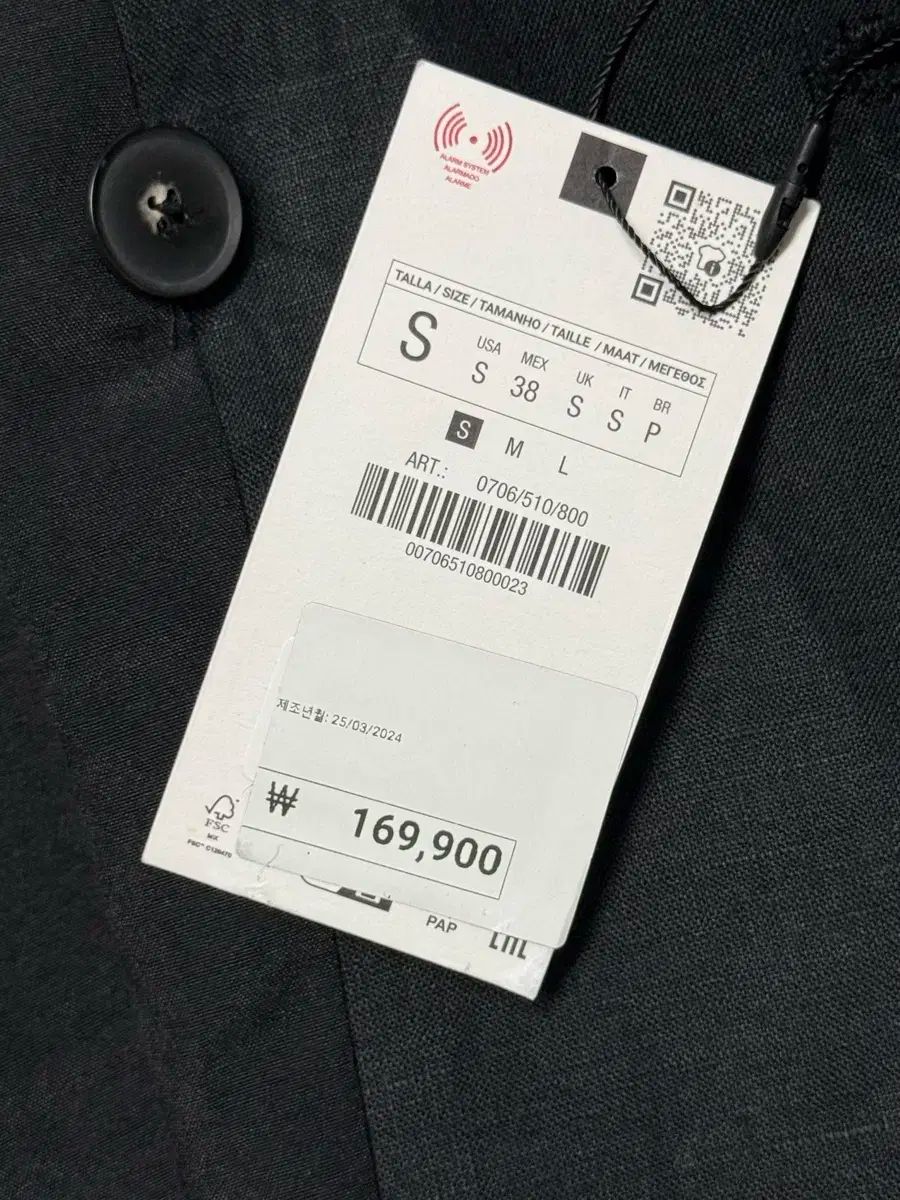 ALARM SYSTEM
ALARMADO
ALARME
TALLA / SIZE / TAMANHO / TAILLE / MAAT / ΜΕΓΕΘΟΣ
S
USA MEX UK IT BR
S 38 S S P
S M L
ART.: 0706/510/800
00706510800023
제조년월: 25/03/2024
₩ 169,900
FSC
MIX
PAP